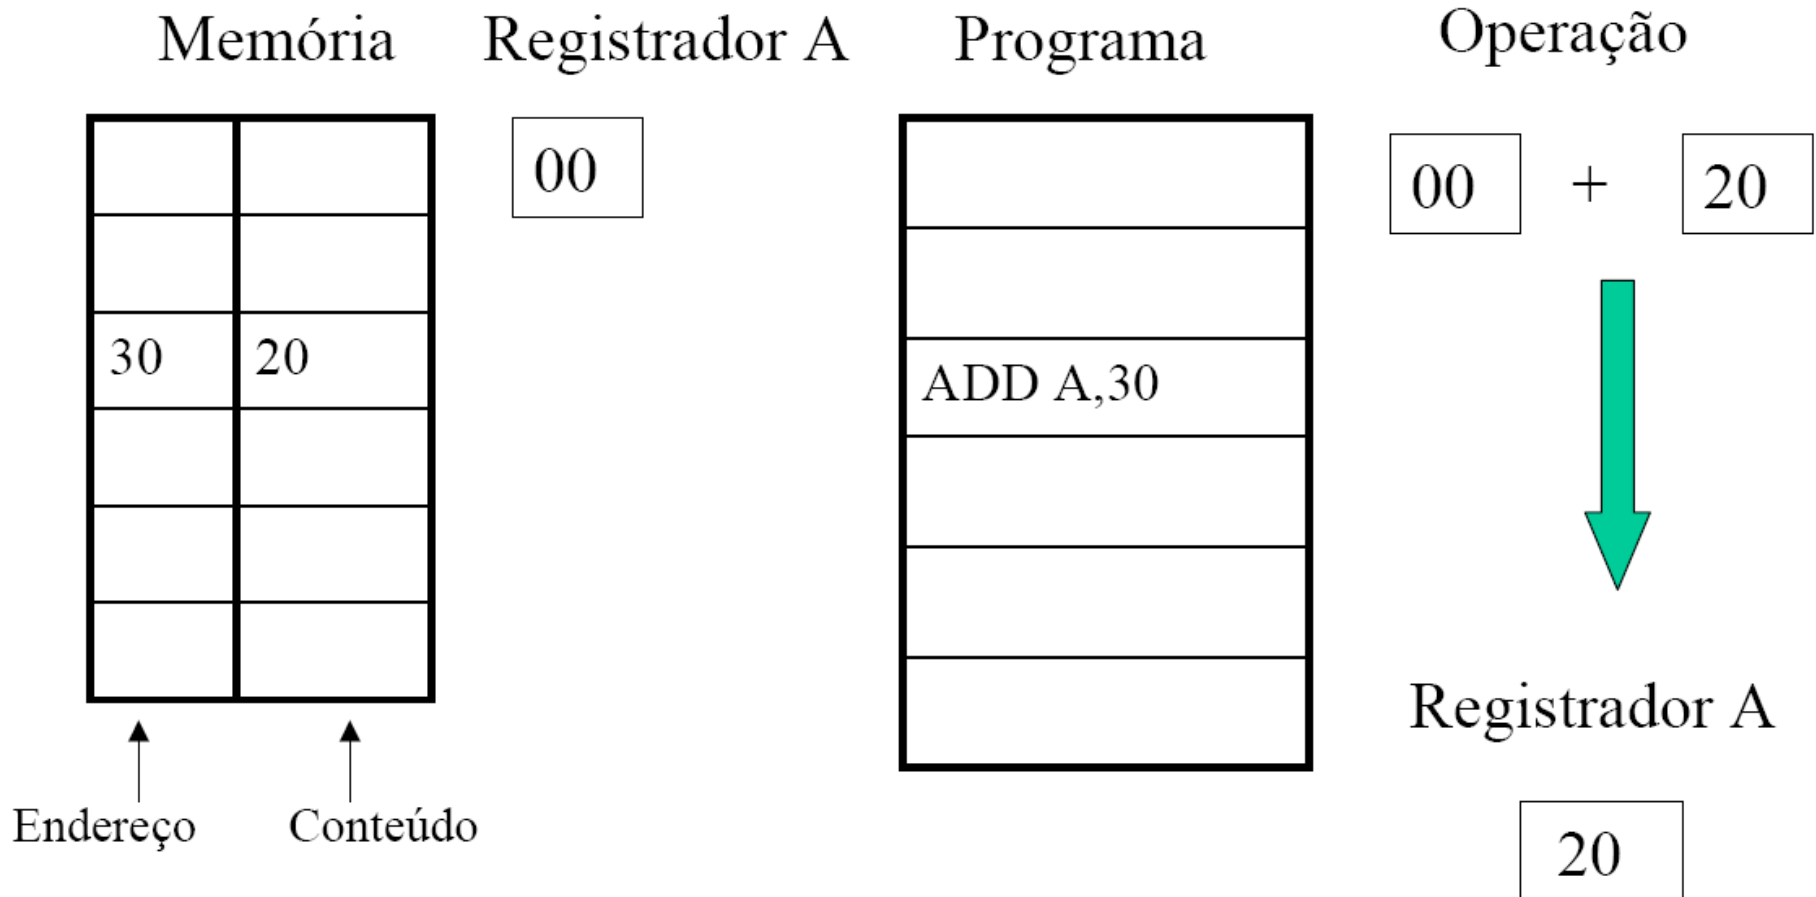 Memória
Registrador A
Programa
Operação
00
00 + 20
30 20
ADD A,30
Registrador A
Endereço
Conteúdo
20